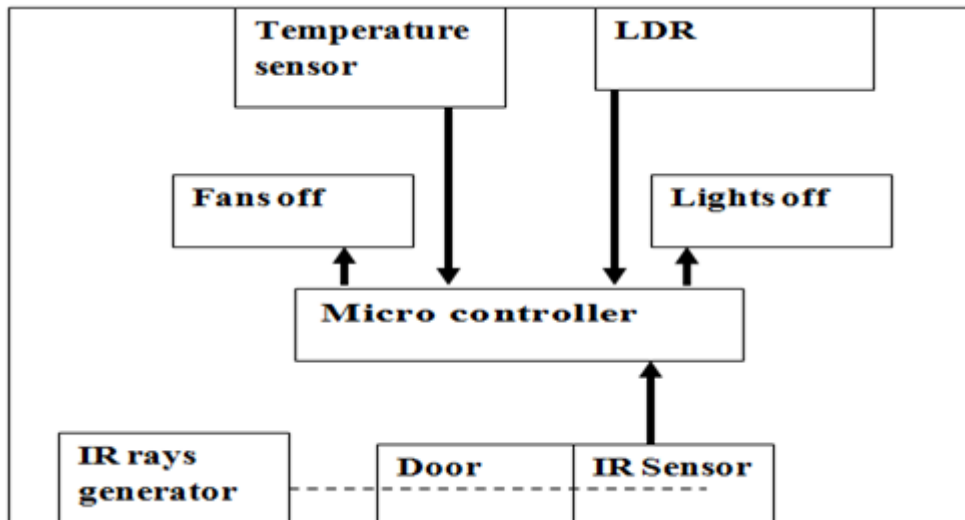 Temperature
sensor
LDR
Fans off
Lights off
Micro controller
IR rays
generator
Door
IR Sensor